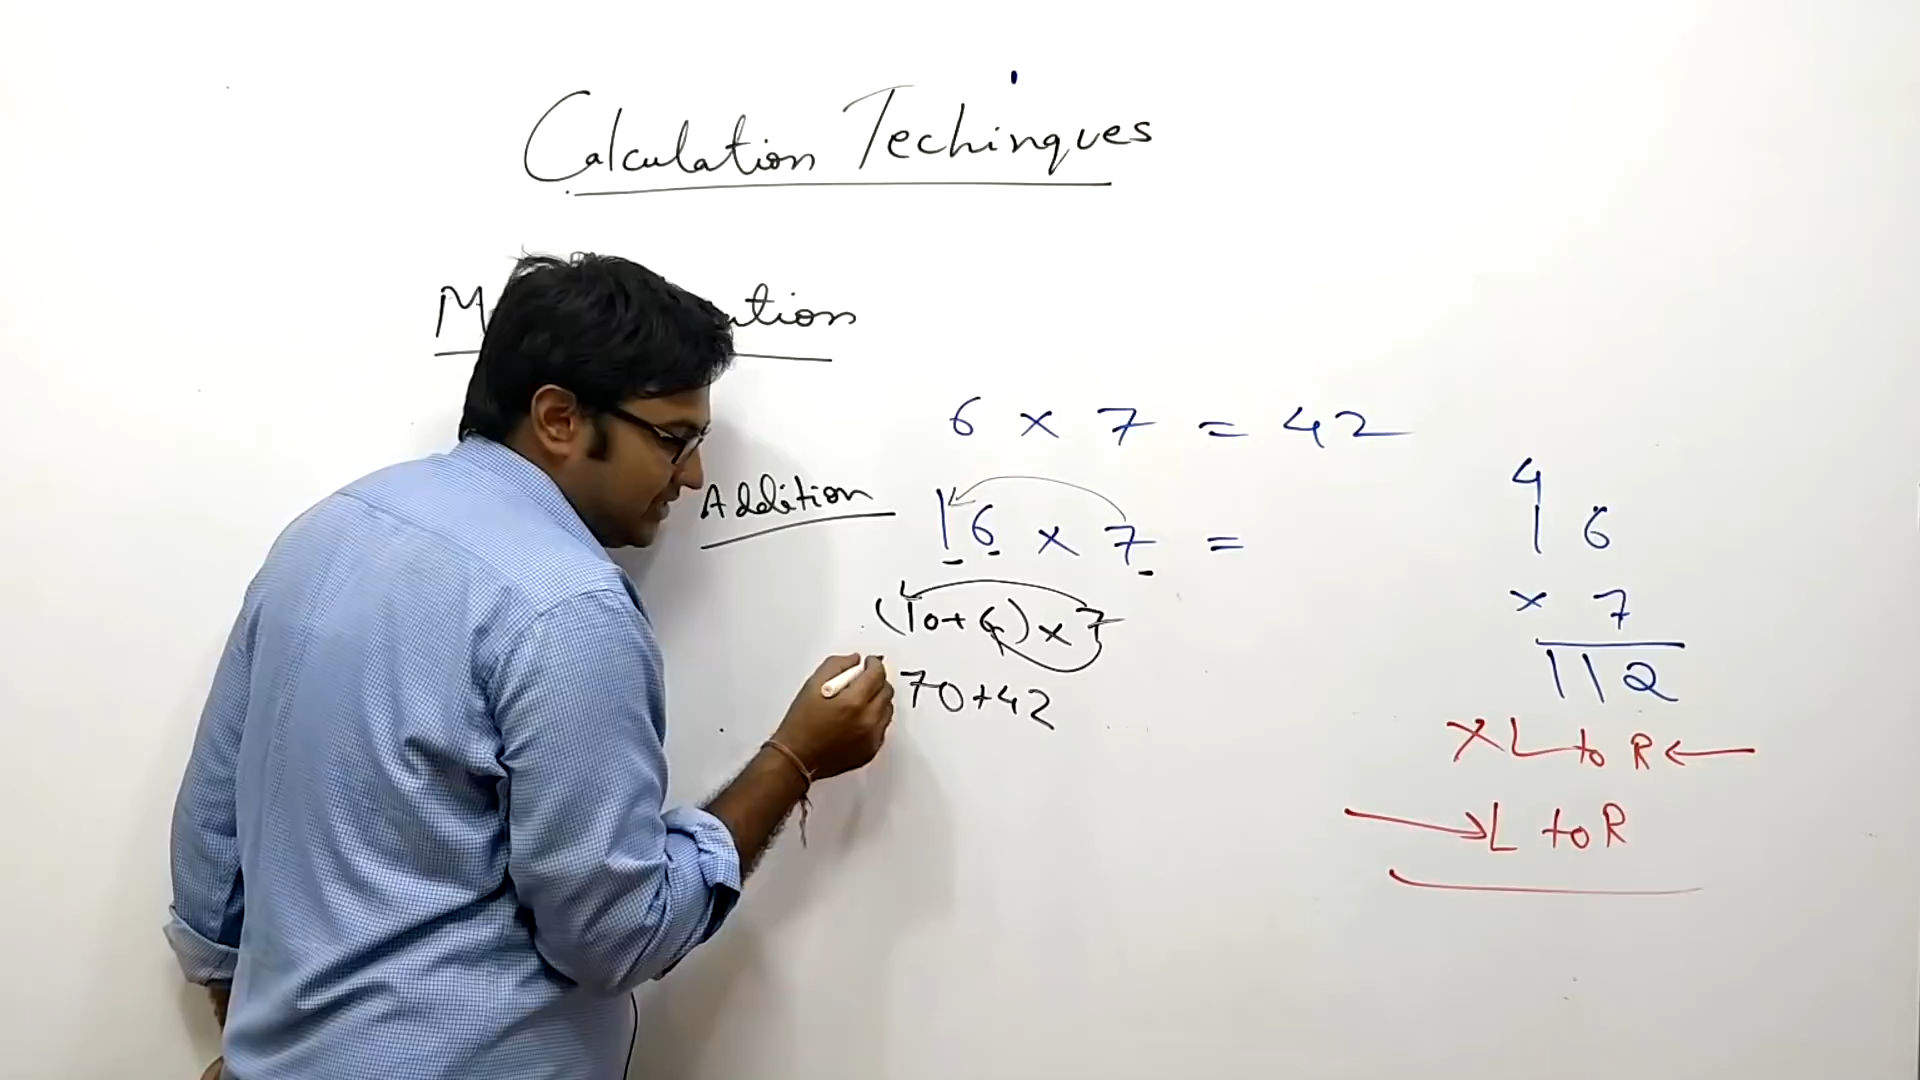 Calculation Techinques
Addition
6 × 7 = 42
16 × 7 =
(10+6)×7
70+42
4
16
× 7
112
× L to R ←
→ L to R